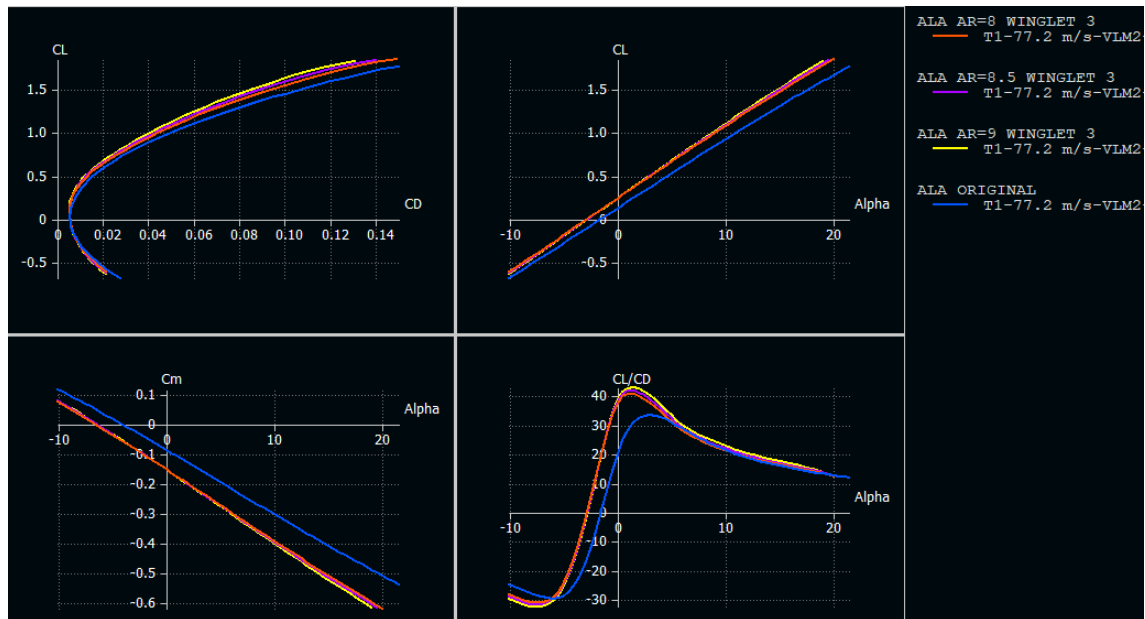 CL
1.5
1.0
0.5
0
-0.5
0
0.02
0.04
0.06
0.08
0.10
0.12
0.14
CD
CL
1.5
1.0
0.5
-0.5
-10
0
10
20
Alpha
Cm
0.1
0
-0.1
-0.2
-0.3
-0.4
-0.5
-0.6
-10
0
20
Alpha
CL/CD
40
30
20
10
0
-10
-20
-30
-10
0
10
20
Alpha
ALA AR=8 WINGLET 3
T1-77.2 m/s-VLM2-
ALA AR=8.5 WINGLET 3
T1-77.2 m/s-VLM2-
ALA AR=9 WINGLET 3
T1-77.2 m/s-VLM2-
ALA ORIGINAL
T1-77.2 m/s-VLM2-